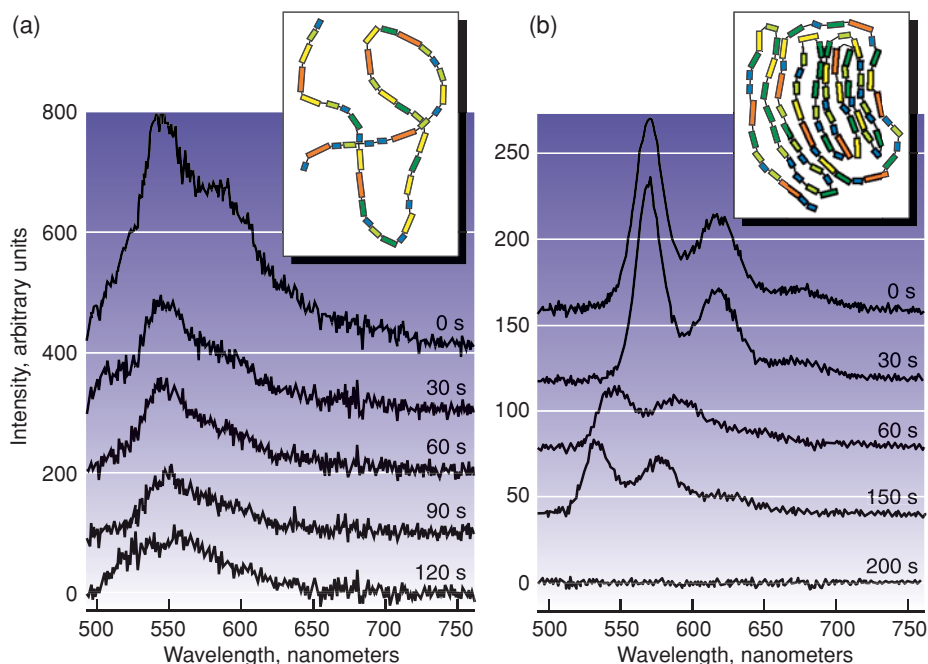 (a)
800
600
400
200
0
Intensity, arbitrary units
0 s
30 s
60 s
90 s
120 s
500 550 600 650 700 750
Wavelength, nanometers
(b)
250
200
150
100
50
0
0 s
30 s
60 s
150 s
200 s
500 550 600 650 700 750
Wavelength, nanometers